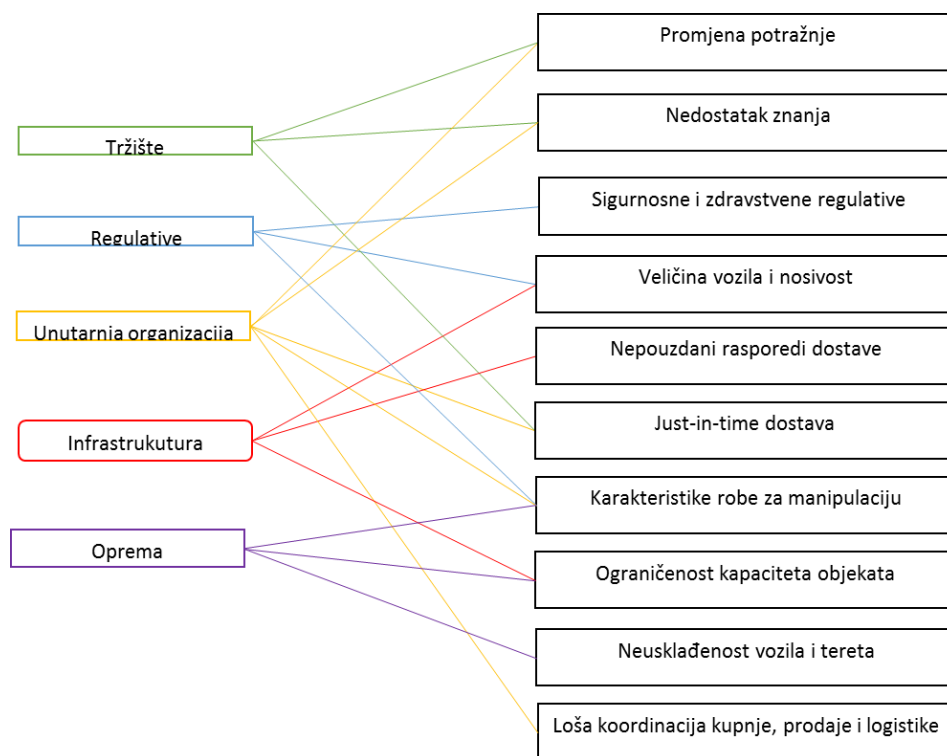 Tržište
Regulative
Unutarnja organizacija
Infrastrukutura
Oprema
Promjena potražnje
Nedostatak znanja
Sigurnosne i zdravstvene regulative
Veličina vozila i nosivost
Nepouzdani rasporedi dostave
Just-in-time dostava
Karakteristike robe za manipulaciju
Ograničenost kapaciteta objekata
Neusklađenost vozila i tereta
Loša koordinacija kupnje, prodaje i logistike